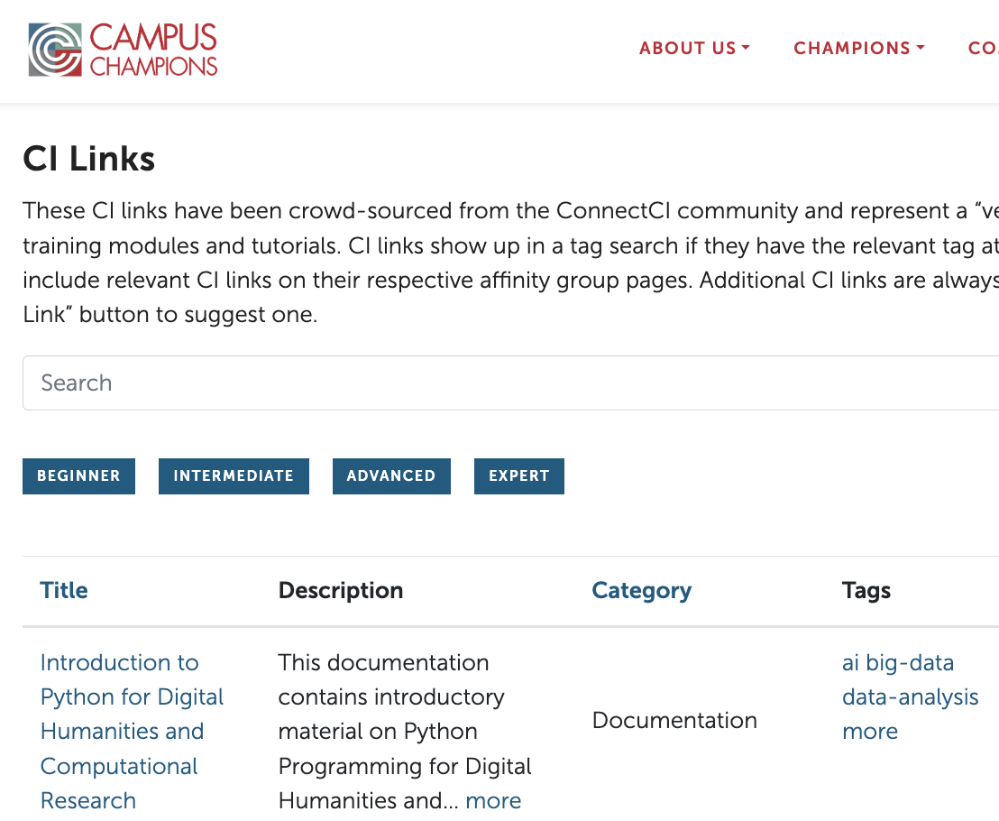 CAMPUS
CHAMPIONS
ABOUT US
CHAMPIONS
CI Links
These CI links have been crowd-sourced from the ConnectCI community and represent a
training modules and tutorials. CI links show up in a tag search if they have the relevant tag
include relevant CI links on their respective affinity group pages. Additional CI links are always
Link” button to suggest one.
Search
BEGINNER
INTERMEDIATE
ADVANCED
EXPERT
Title
Description
Category
Tags
Introduction to
Python for Digital
Humanities and
Computational
Research
This documentation
contains introductory
material on Python
Programming for Digital
Humanities and... more
Documentation
ai big-data
data-analysis
more